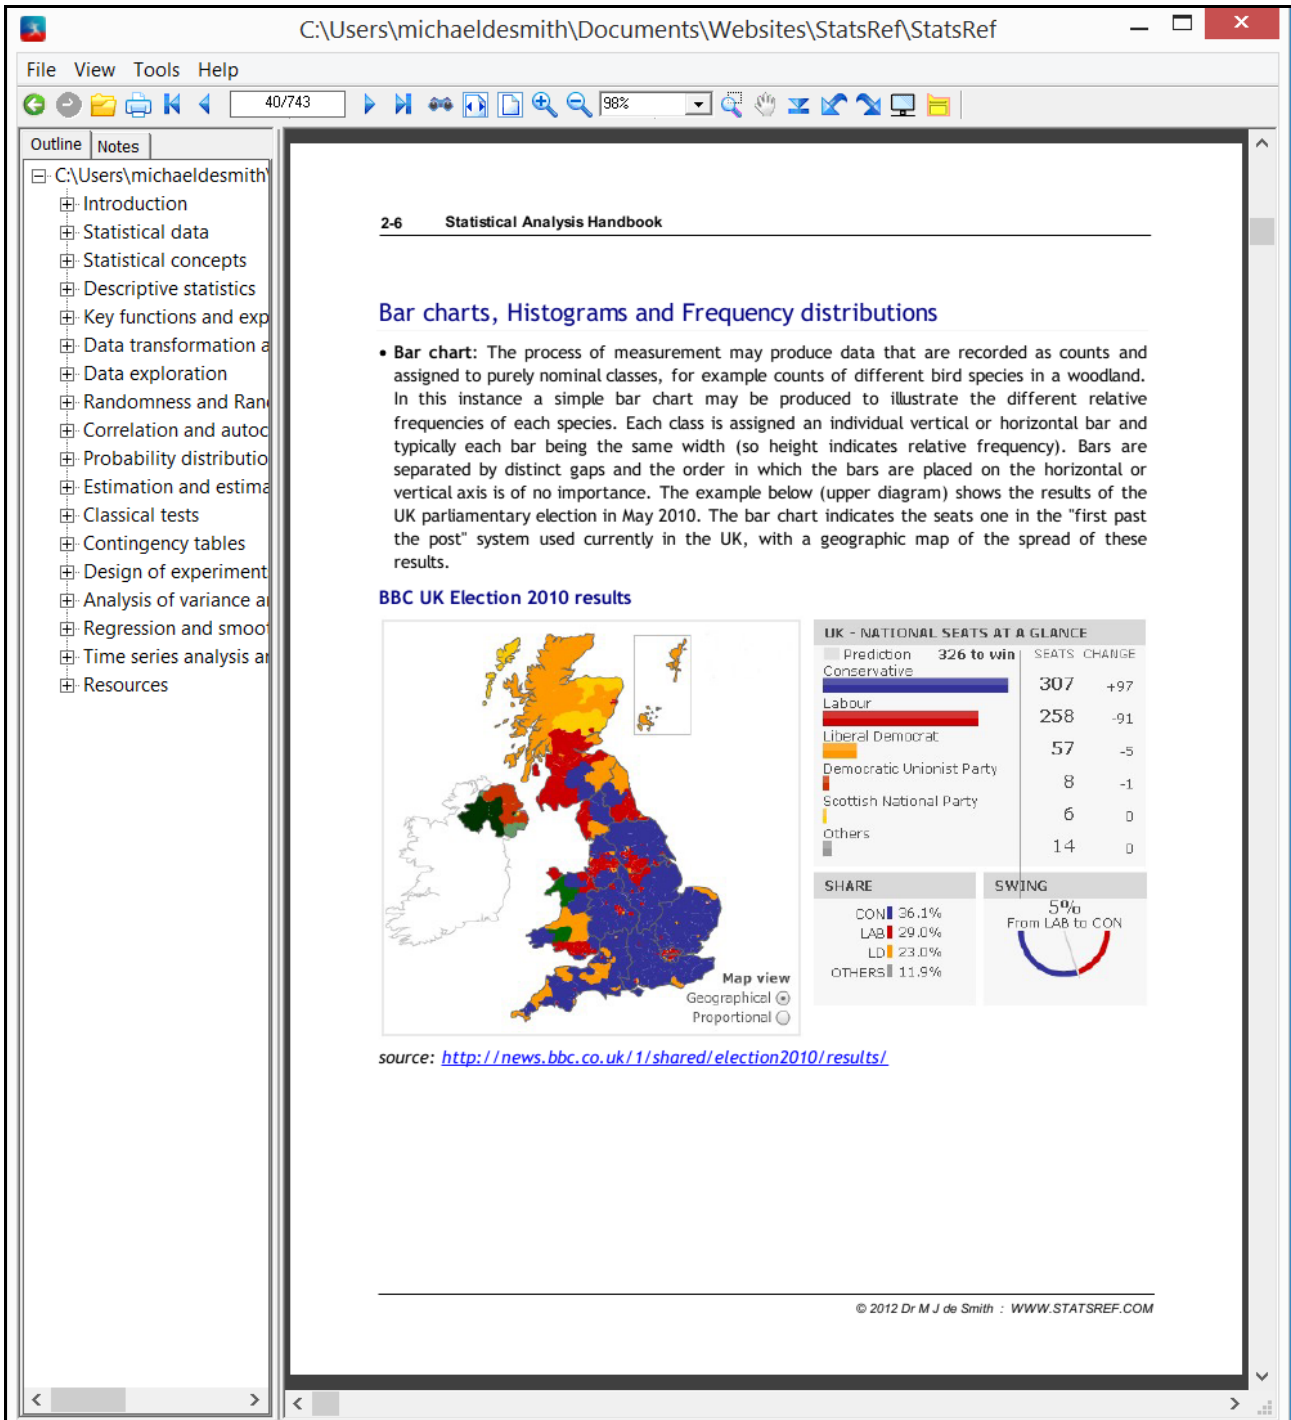 C:\Users\michaeldesmith\Documents\Websites\StatsRef\StatsRef
File View Tools Help
40/743
98%
Outline Notes
C:\Users\michaeldesmith\
Introduction
Statistical data
Statistical concepts
Descriptive statistics
Key functions and exp
Data transformation a
Data exploration
Randomness and Ran
Correlation and autoc
Probability distributio
Estimation and estima
Classical tests
Contingency tables
Design of experiment
Analysis of variance a
Regression and smoot
Time series analysis a
Resources
2-6 Statistical Analysis Handbook
Bar charts, Histograms and Frequency distributions
• Bar chart: The process of measurement may produce data that are recorded as counts and
assigned to purely nominal classes, for example counts of different bird species in a woodland.
In this instance a simple bar chart may be produced to illustrate the different relative
frequencies of each species. Each class is assigned an individual vertical or horizontal bar and
typically each bar being the same width (so height indicates relative frequency). Bars are
separated by distinct gaps and the order in which the bars are placed on the horizontal or
vertical axis is of no importance. The example below (upper diagram) shows the results of the
UK parliamentary election in May 2010. The bar chart indicates the seats one in the "first past
the post" system used currently in the UK, with a geographic map of the spread of these
results.
BBC UK Election 2010 results
Map view
Geographical
Proportional
UK - NATIONAL SEATS AT A GLANCE
Prediction 326 to win SEATS CHANGE
Conservative 307 +97
Labour 258 -91
Liberal Democrat 57 -5
Democratic Unionist Party 8 -1
Scottish National Party 6 0
Others 14 0
SHARE
CON 36.1%
LAB 29.0%
LD 23.0%
OTHERS 11.9%
SWING
5%
From LAB to CON
source: http://news.bbc.co.uk/1/shared/election2010/results/
© 2012 Dr M J de Smith : WWW.STATSREF.COM